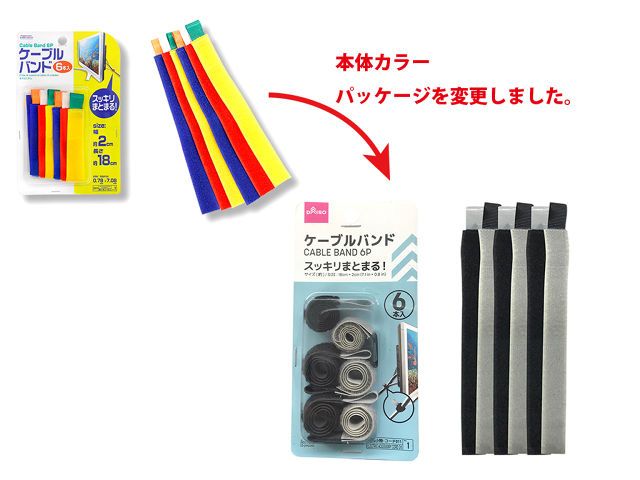 Cable Band 6P
ケーブル
バンド
6本入
スッキリ
まとまる!
size:
幅
約2cm
長さ
約18cm
本体カラー
パッケージを変更しました。
DAISO
ケーブルバンド
CABLE BAND 6P
スッキリまとまる!
6
本入
1